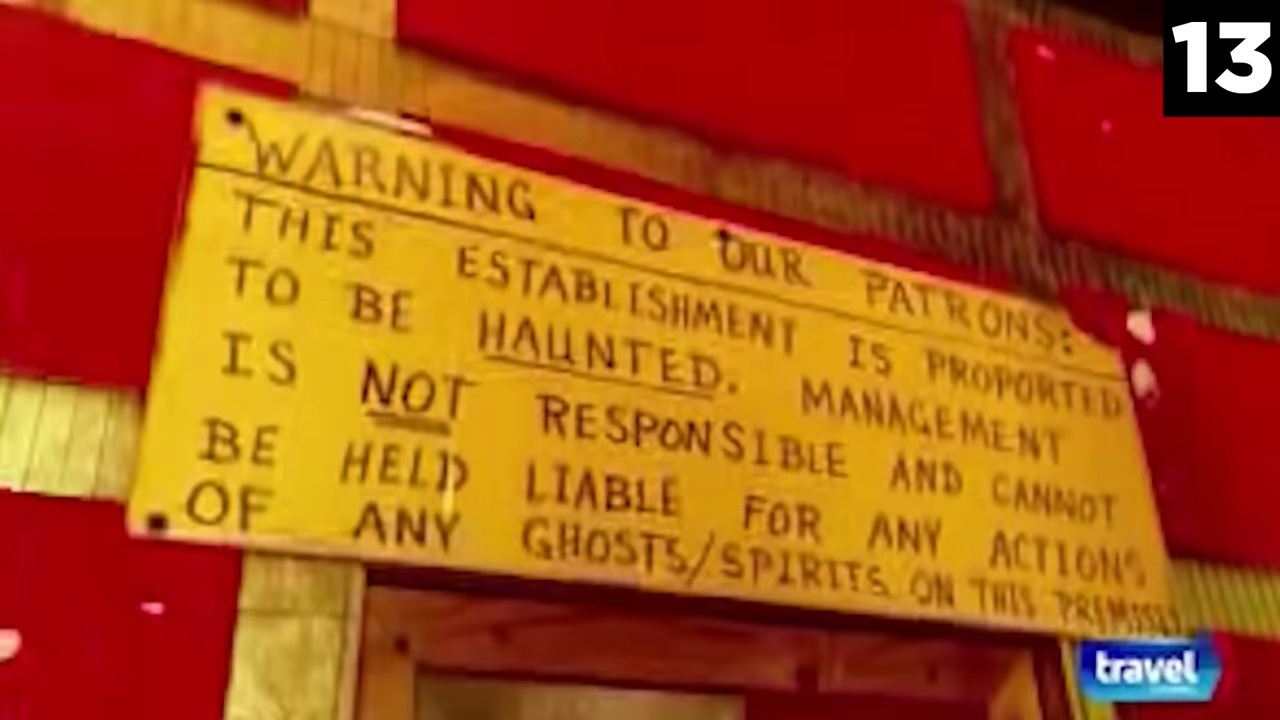 13
WARNING TO OUR PATRONS:
THIS ESTABLISHMENT IS PROPORTED
TO BE HAUNTED. MANAGEMENT
IS NOT RESPONSIBLE AND CANNOT
BE HELD LIABLE FOR ANY ACTIONS
OF ANY GHOSTS/SPIRITS ON THIS PREMISES
travel